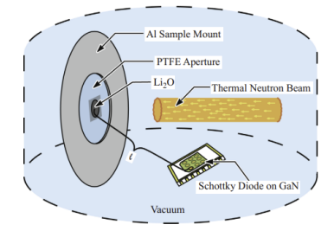 Al Sample Mount
PTFE Aperture
Li₂O
Thermal Neutron Beam
t
Schottky Diode on GaN
Vacuum